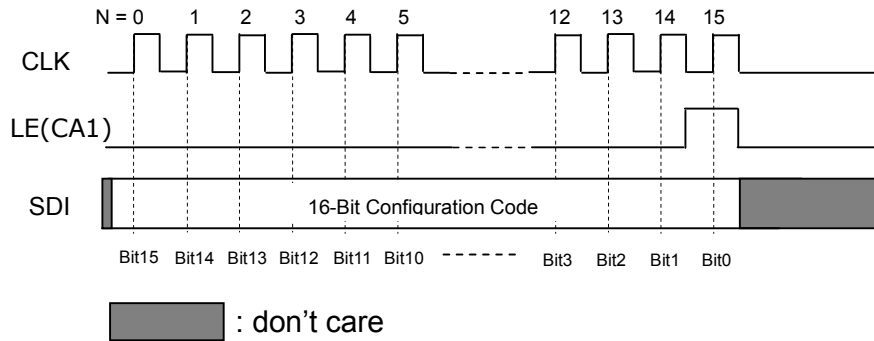 N = 0 1 2 3 4 5 12 13 14 15
CLK
LE(CA1)
SDI 16-Bit Configuration Code
Bit15 Bit14 Bit13 Bit12 Bit11 Bit10 Bit3 Bit2 Bit1 Bit0
: don't care